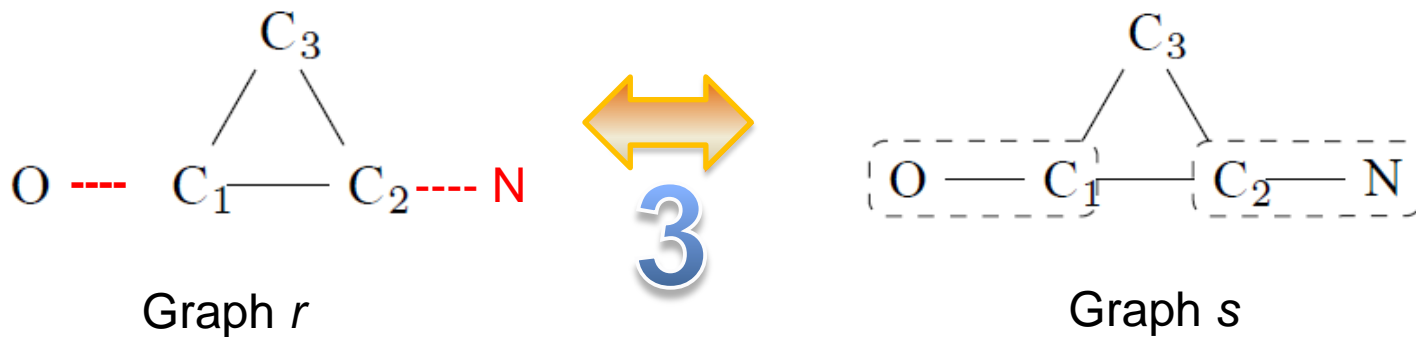 C₃ C₃
O ---- C₁ — C₂ ---- N O — C₁ — C₂ — N
3
Graph r Graph s